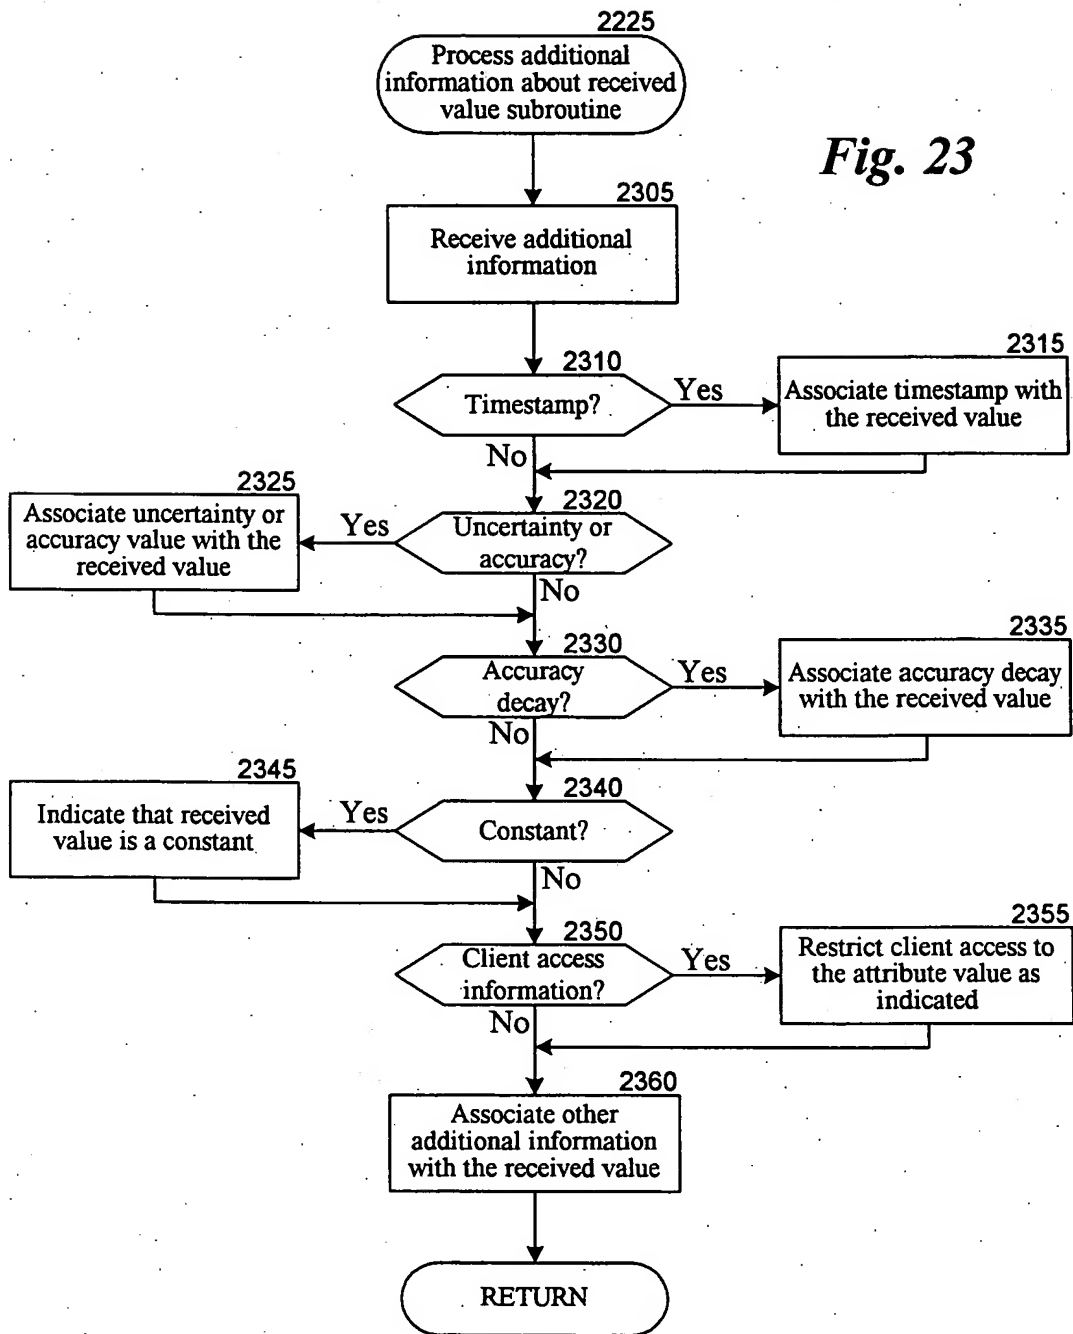 2225
Process additional
information about received
value subroutine
Fig. 23
2305
Receive additional
information
2310
Timestamp?
Yes
2315
Associate timestamp with
the received value
No
2325
Associate uncertainty or
accuracy value with the
received value
Yes
2320
Uncertainty or
accuracy?
No
2330
Accuracy
decay?
Yes
2335
Associate accuracy decay
with the received value
No
2345
Indicate that received
value is a constant
Yes
2340
Constant?
No
2350
Client access
information?
Yes
2355
Restrict client access to
the attribute value as
indicated
No
2360
Associate other
additional information
with the received value
RETURN